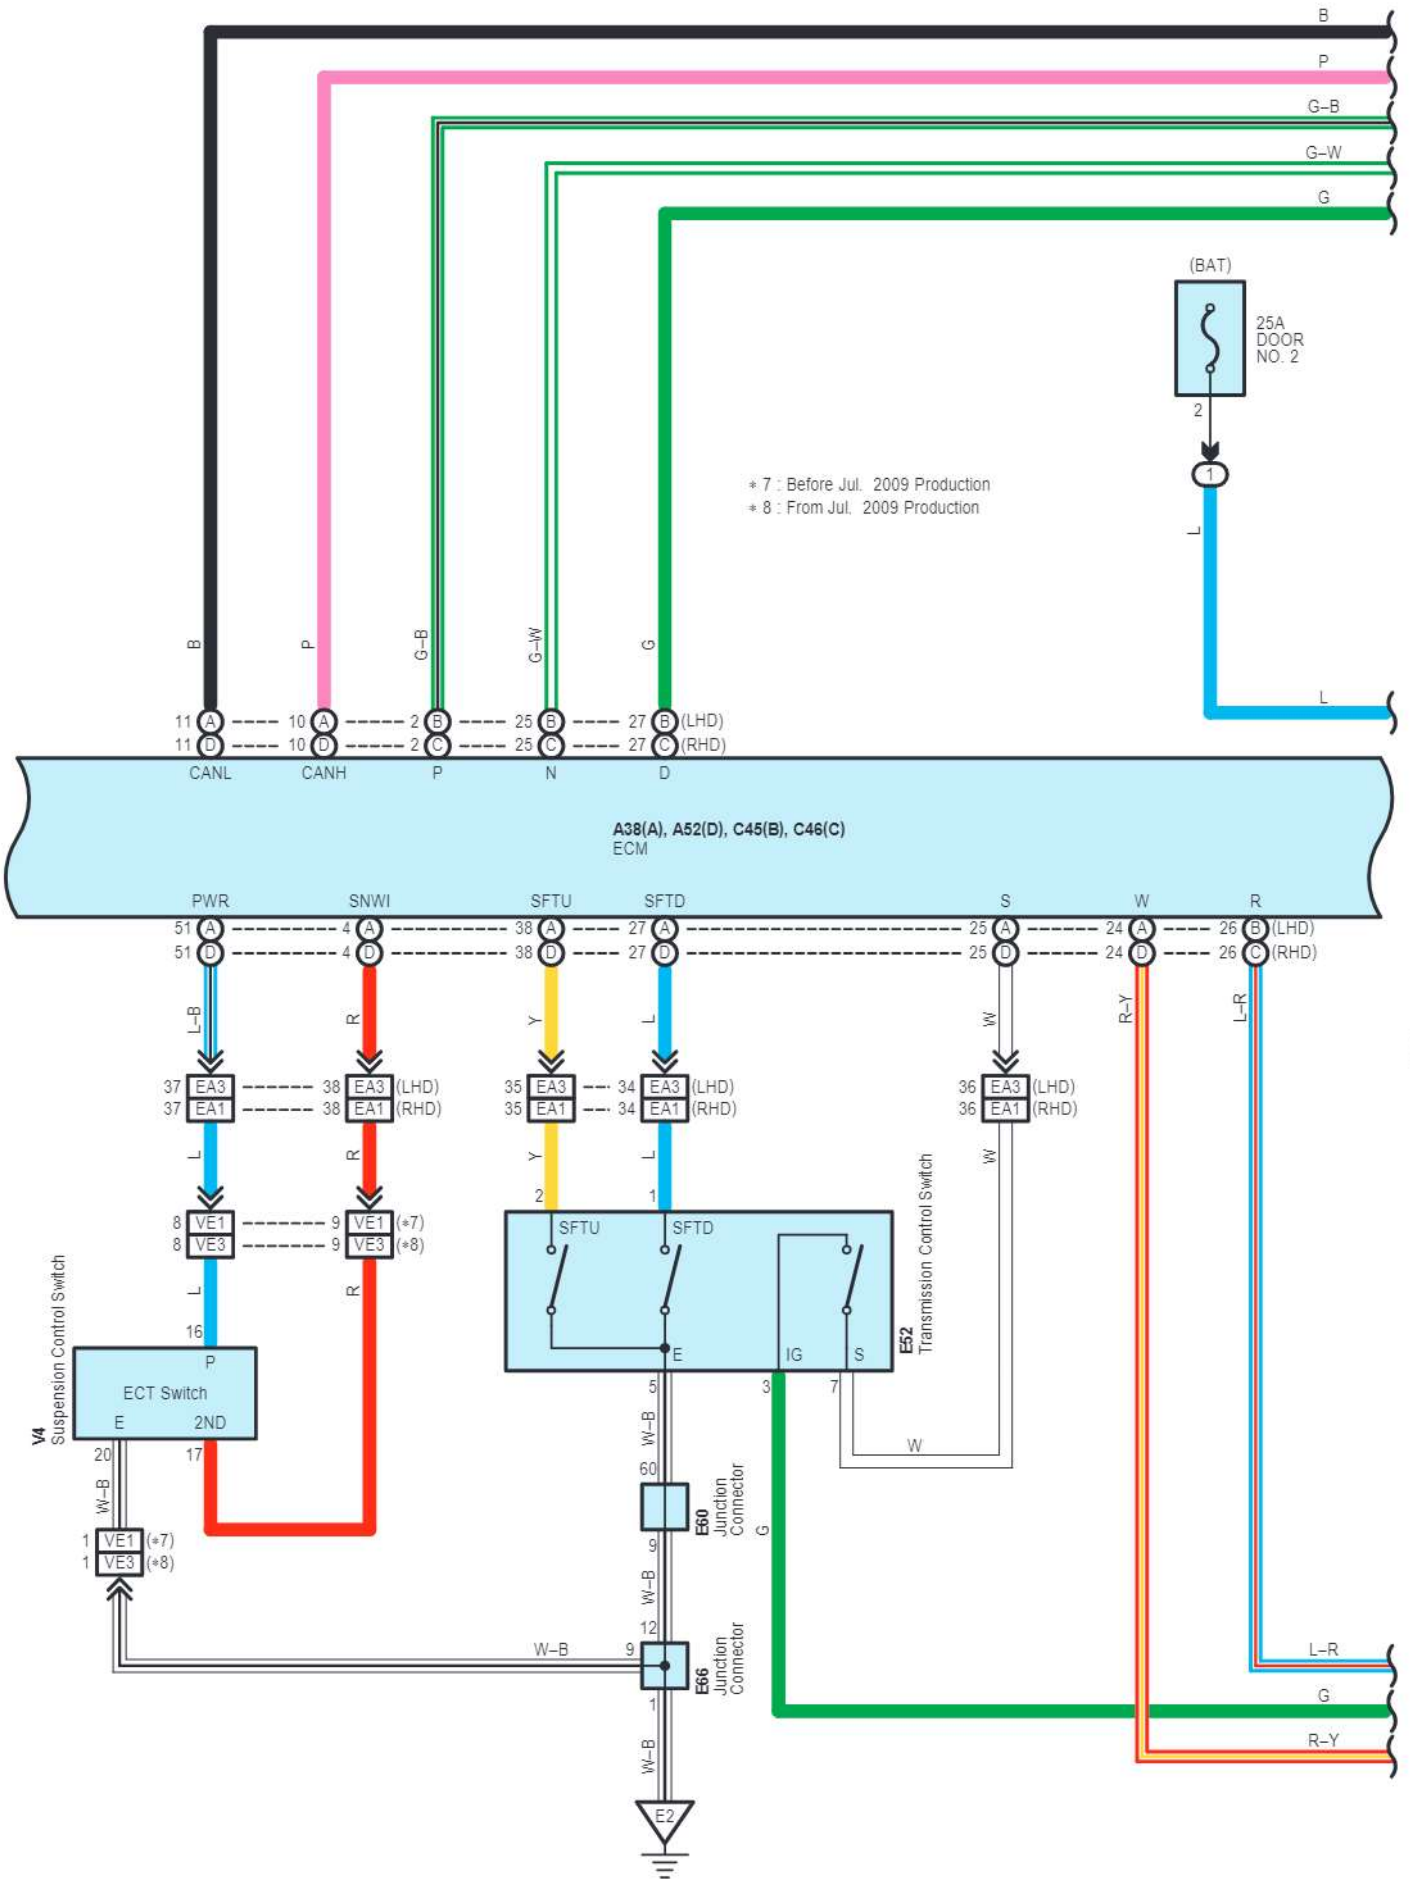 B
P
G–B
G–W
G
(BAT)
25A
DOOR
NO. 2
2
1
∗ 7 : Before Jul. 2009 Production
∗ 8 : From Jul. 2009 Production
L
B
P
G–B
G–W
G
L
11 A 10 A 2 B 25 B 27 B (LHD)
11 D 10 D 2 C 25 C 27 C (RHD)
CANL CANH P N D
A38(A), A52(D), C45(B), C46(C)
ECM
PWR SNWI SFTU SFTD S W R
51 A 4 A 38 A 27 A 25 A 24 A 26 B (LHD)
51 D 4 D 38 D 27 D 25 D 24 D 26 C (RHD)
L–B
R
Y
L
W
R–Y
L–R
37 EA3 38 EA3 (LHD) 35 EA3 34 EA3 (LHD) 36 EA3 (LHD)
37 EA1 38 EA1 (RHD) 35 EA1 34 EA1 (RHD) 36 EA1 (RHD)
L
R
Y
L
W
2 1
8 VE1 9 VE1 (∗7)
8 VE3 9 VE3 (∗8)
SFTU SFTD
E52
Transmission Control Switch
L
R
16
P
ECT Switch
E 2ND
V4
Suspension Control Switch
E IG S
5 3 7
20 17
W–B
W–B
W
60
E60
Junction
Connector
9
G
1 VE1 (∗7)
1 VE3 (∗8)
W–B
12
W–B 9
E66
Junction
Connector
1
L–R
G
R–Y
W–B
E2